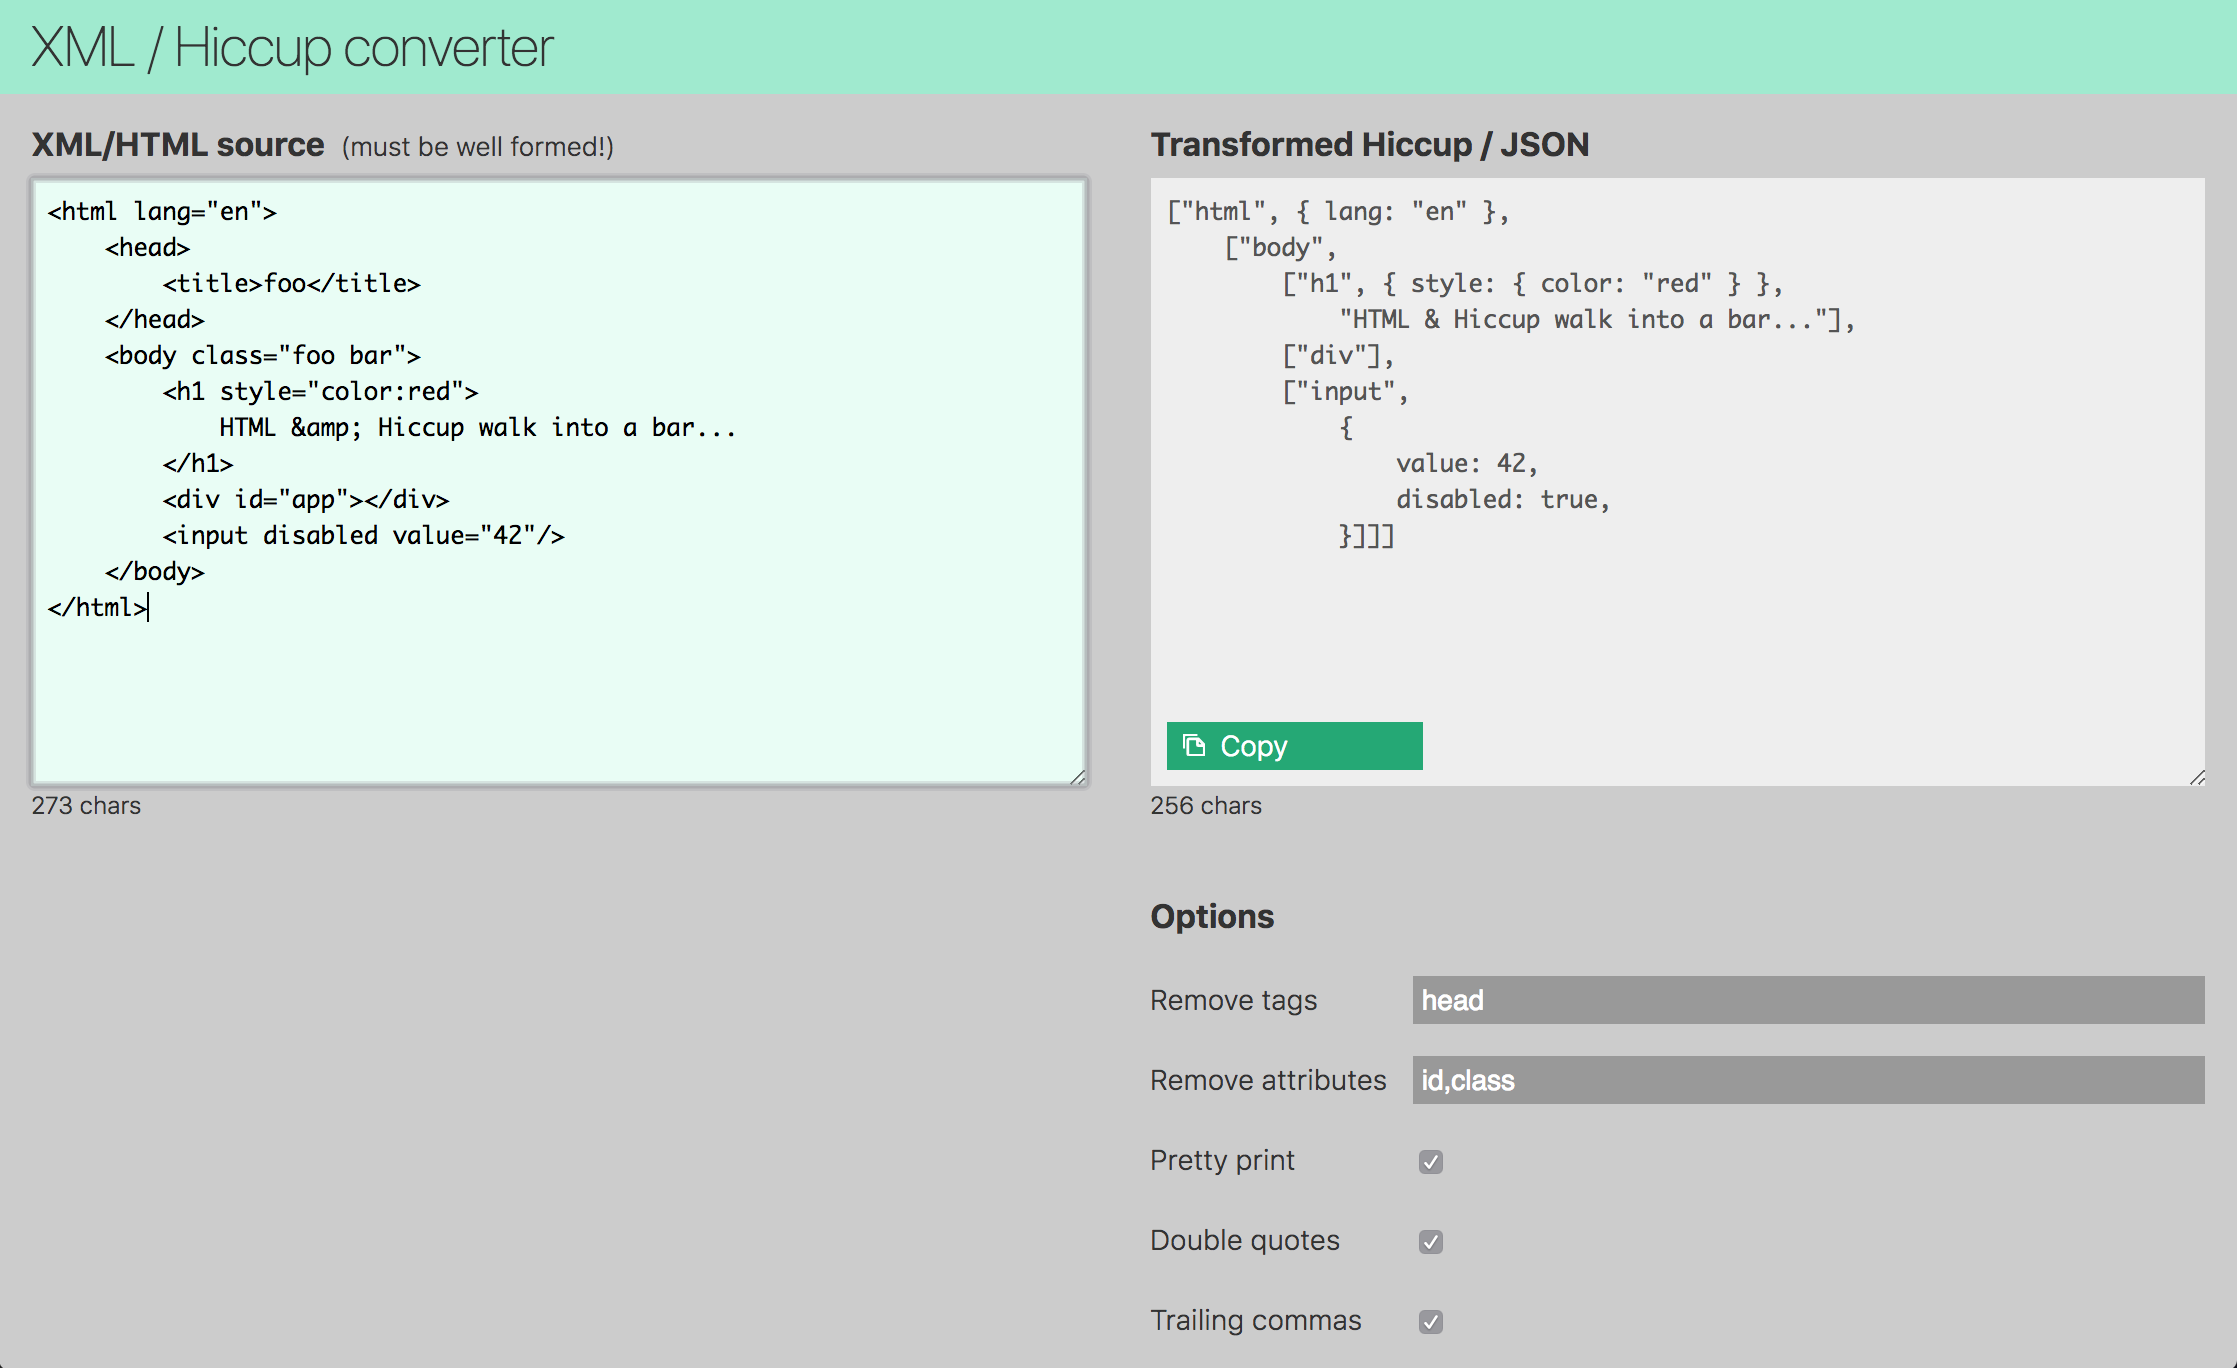 XML / Hiccup converter
XML/HTML source (must be well formed!)
<html lang="en">
    <head>
        <title>foo</title>
    </head>
    <body class="foo bar">
        <h1 style="color:red">
            HTML &amp; Hiccup walk into a bar...
        </h1>
        <div id="app"></div>
        <input disabled value="42"/>
    </body>
</html>
273 chars
Transformed Hiccup / JSON
["html", { lang: "en" },
    ["body",
        ["h1", { style: { color: "red" } },
            "HTML & Hiccup walk into a bar..."],
        ["div"],
        ["input",
            {
                value: 42,
                disabled: true,
            }]]]
Copy
256 chars
Options
Remove tags head
Remove attributes id,class
Pretty print
Double quotes
Trailing commas